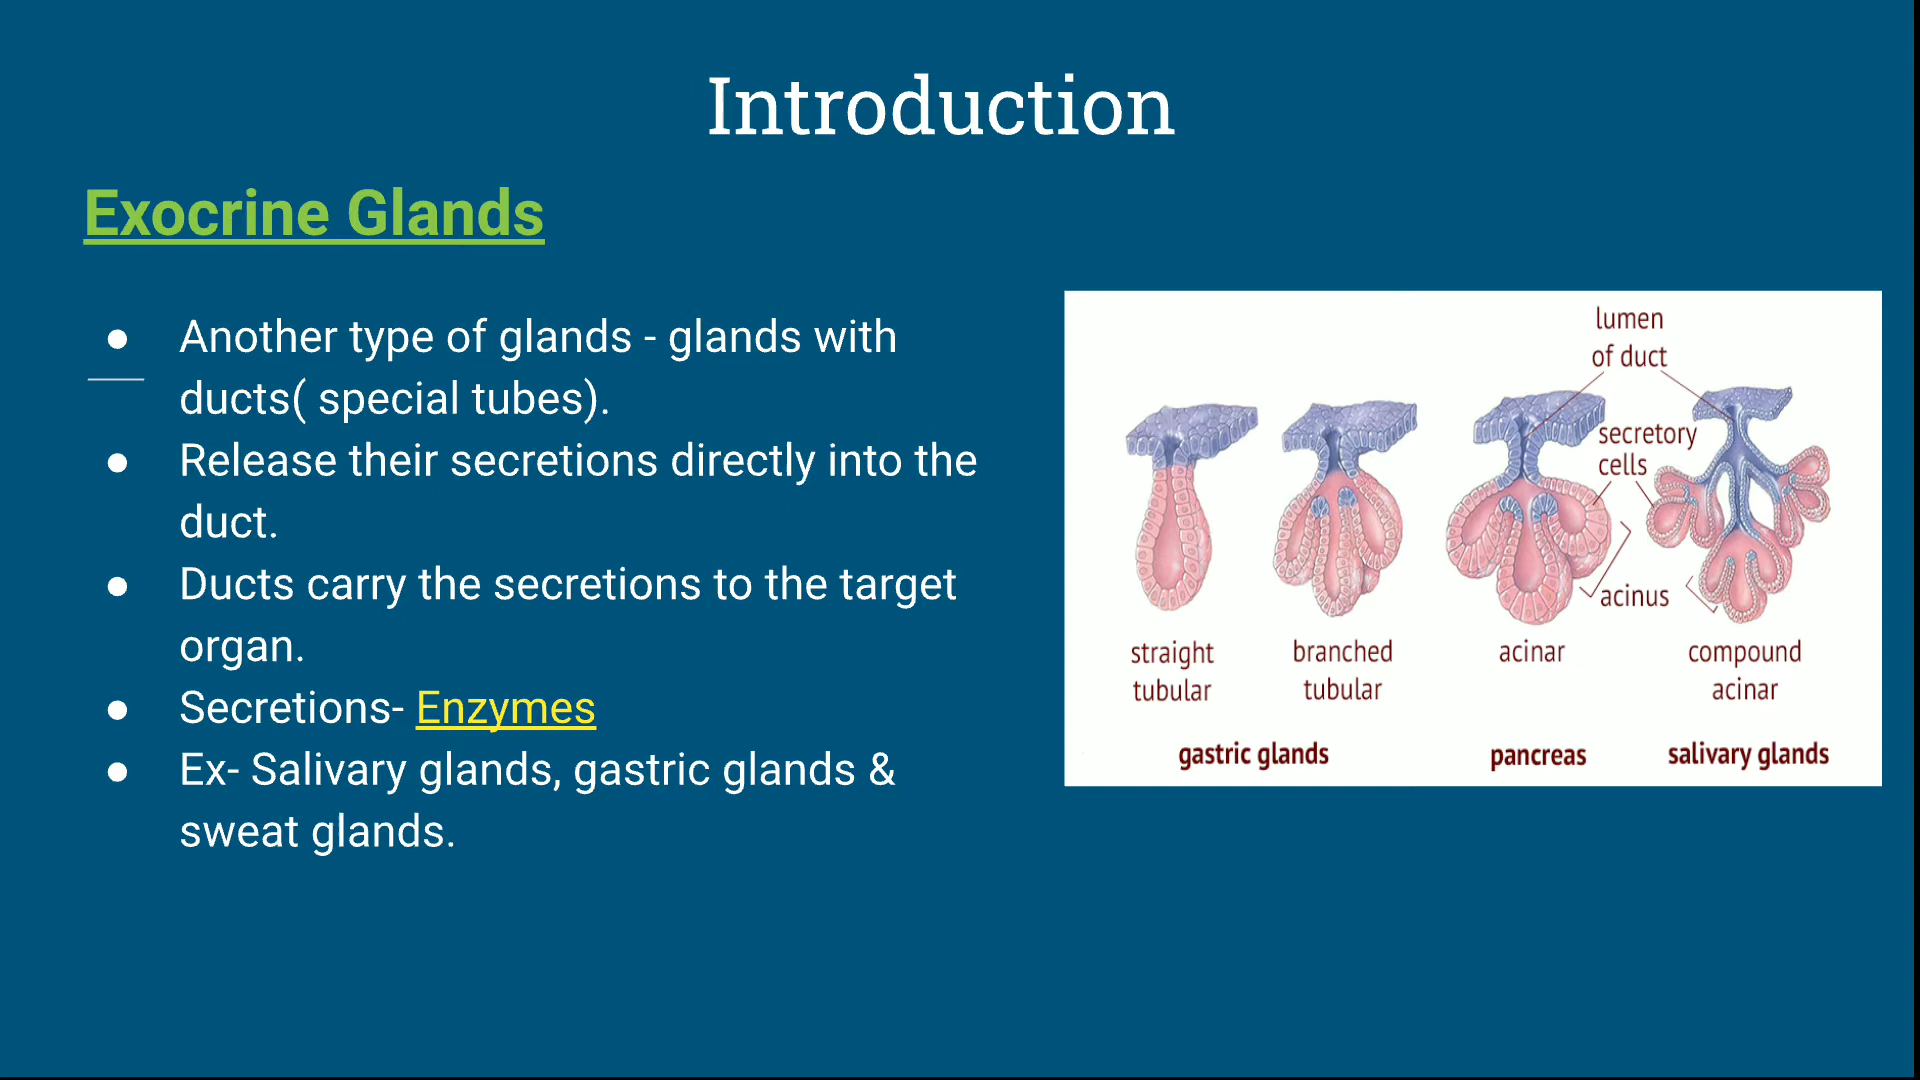 Introduction
Exocrine Glands
● Another type of glands - glands with
ducts( special tubes).
● Release their secretions directly into the
duct.
● Ducts carry the secretions to the target
organ.
● Secretions- Enzymes
● Ex- Salivary glands, gastric glands &
sweat glands.
lumen
of duct
secretory
cells
acinus
straight
tubular
branched
tubular
acinar
compound
acinar
gastric glands
pancreas
salivary glands